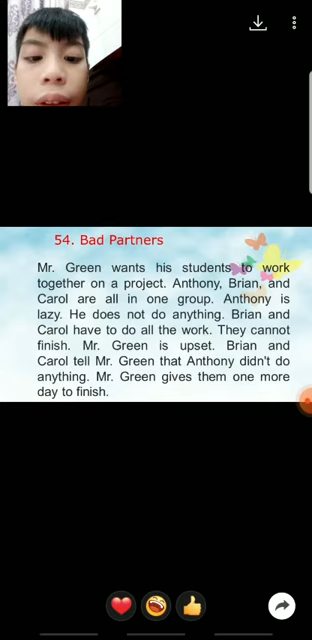 54. Bad Partners
Mr. Green wants his students to work
together on a project. Anthony, Brian, and
Carol are all in one group. Anthony is
lazy. He does not do anything. Brian and
Carol have to do all the work. They cannot
finish. Mr. Green is upset. Brian and
Carol tell Mr. Green that Anthony didn't do
anything. Mr. Green gives them one more
day to finish.